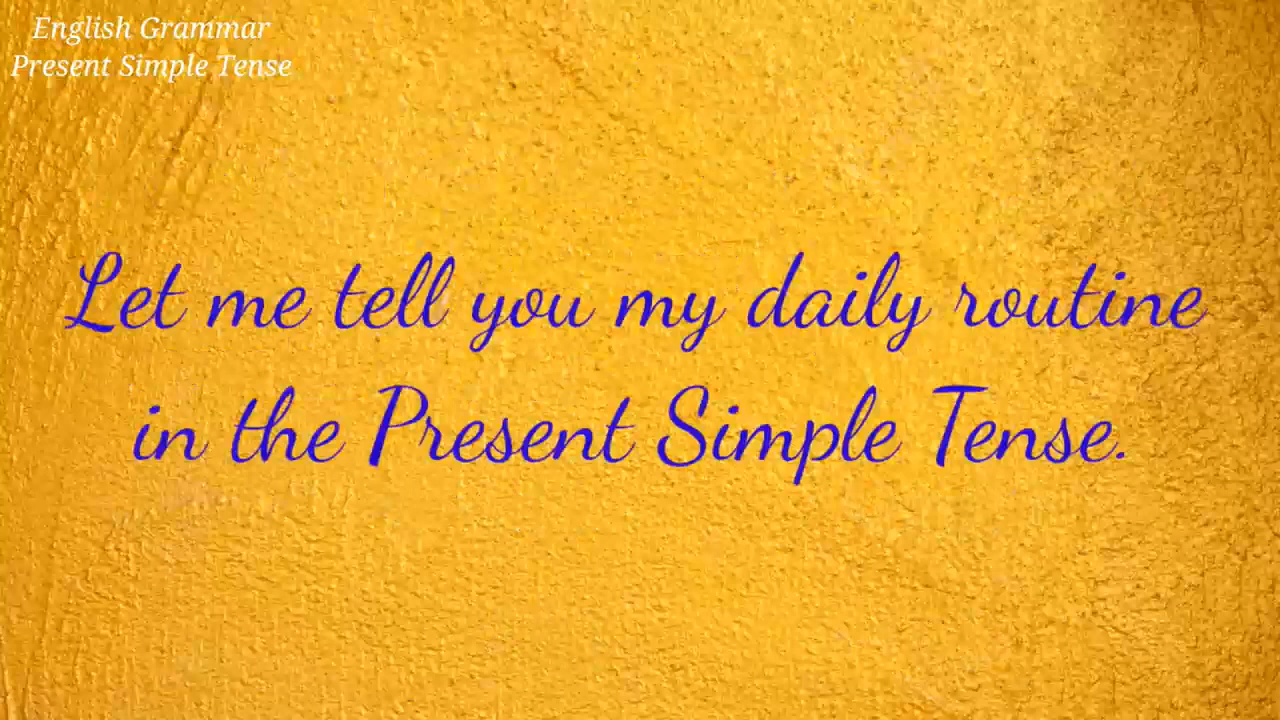 English Grammar
Present Simple Tense
Let me tell you my daily routine
in the Present Simple Tense.